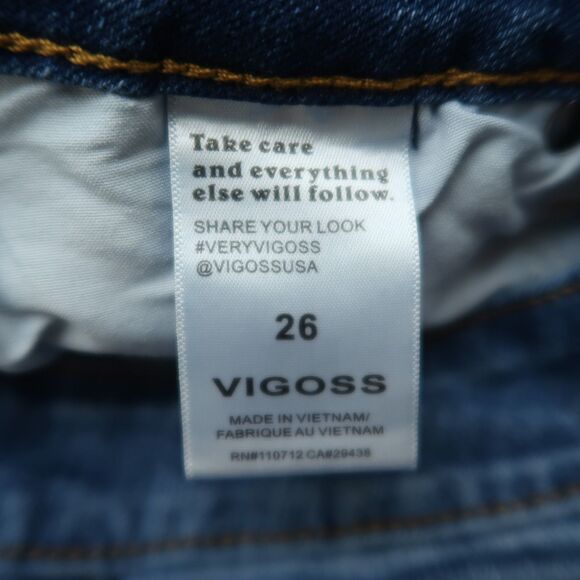 Take care
and everything
else will follow.
SHARE YOUR LOOK
#VERYVIGOSS
@VIGOSSUSA
26
VIGOSS
MADE IN VIETNAM/
FABRIQUE AU VIETNAM
RN#110712 CA#29438